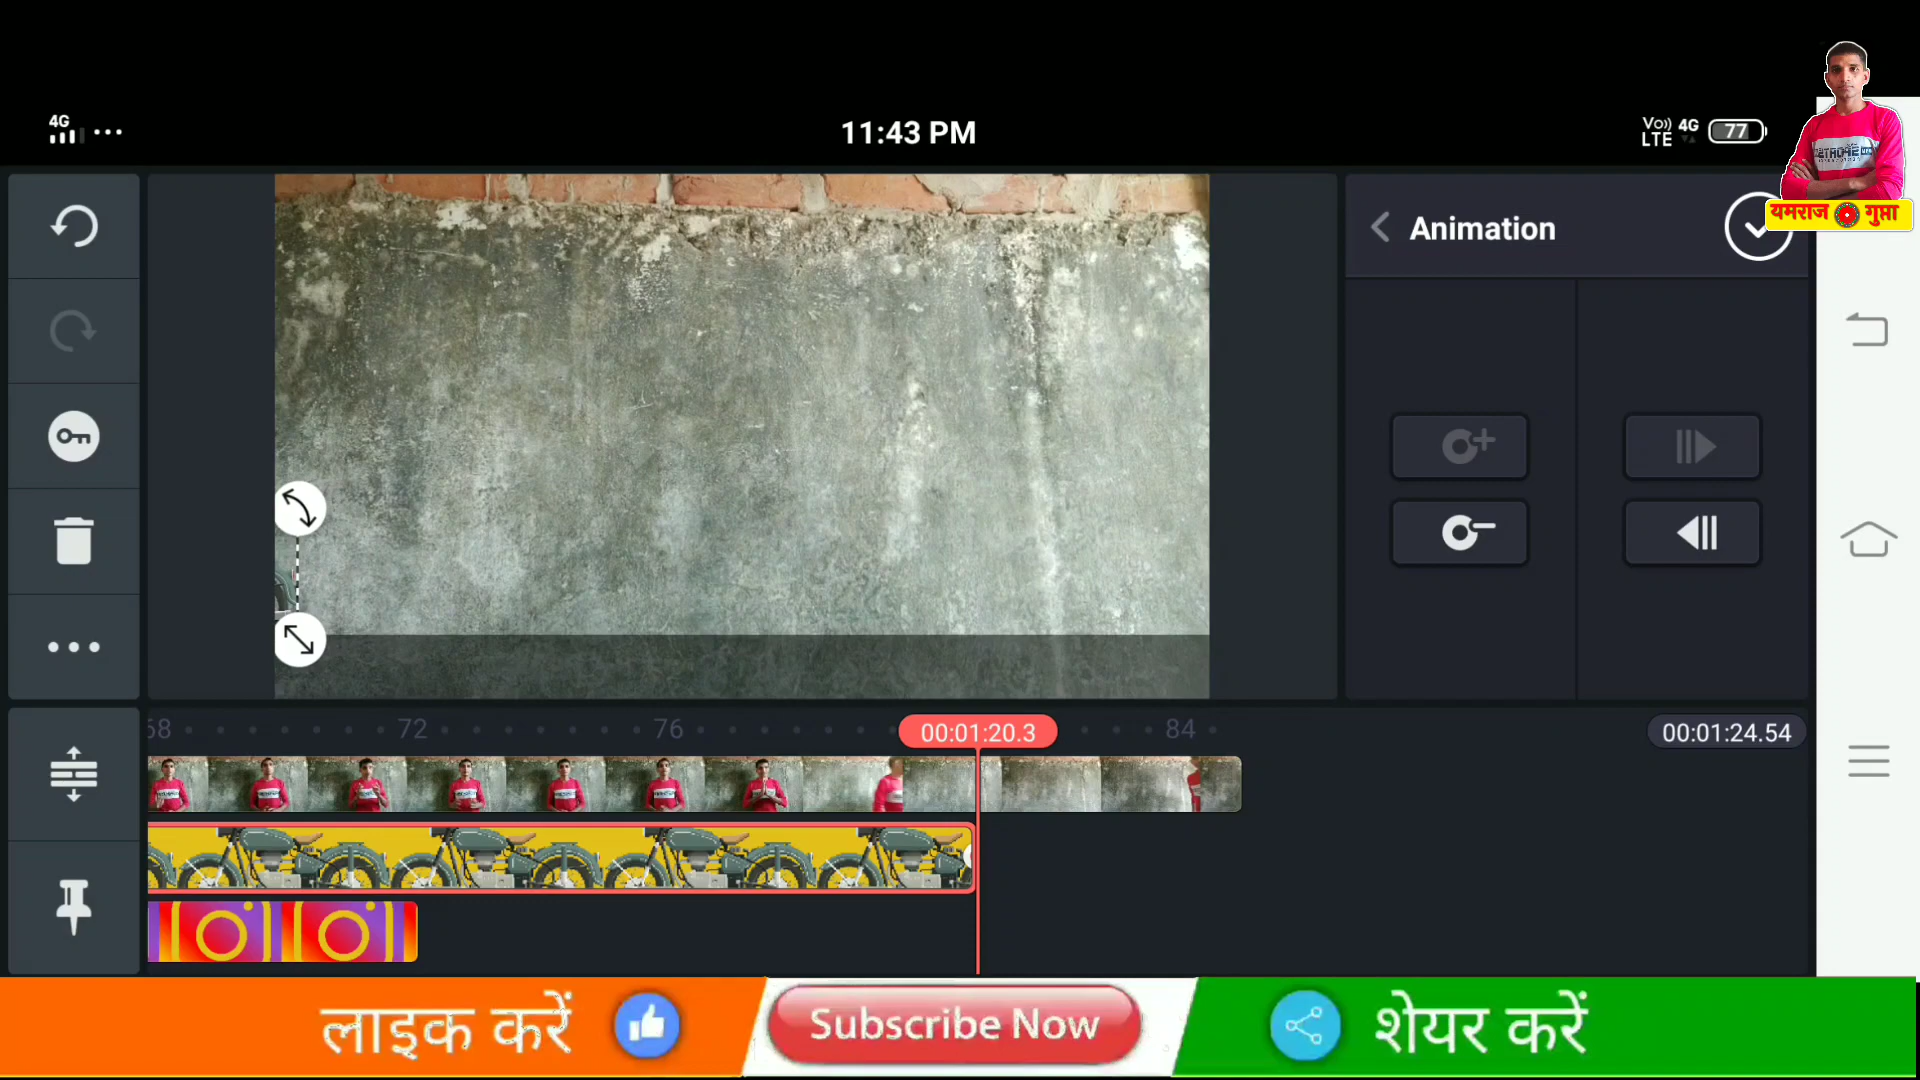 4G
11:43 PM
Vo)) LTE 4G 77
यमराज गुप्ता
Animation
68 72 76 84
00:01:20.3
00:01:24.54
लाइक करें
Subscribe Now
शेयर करें